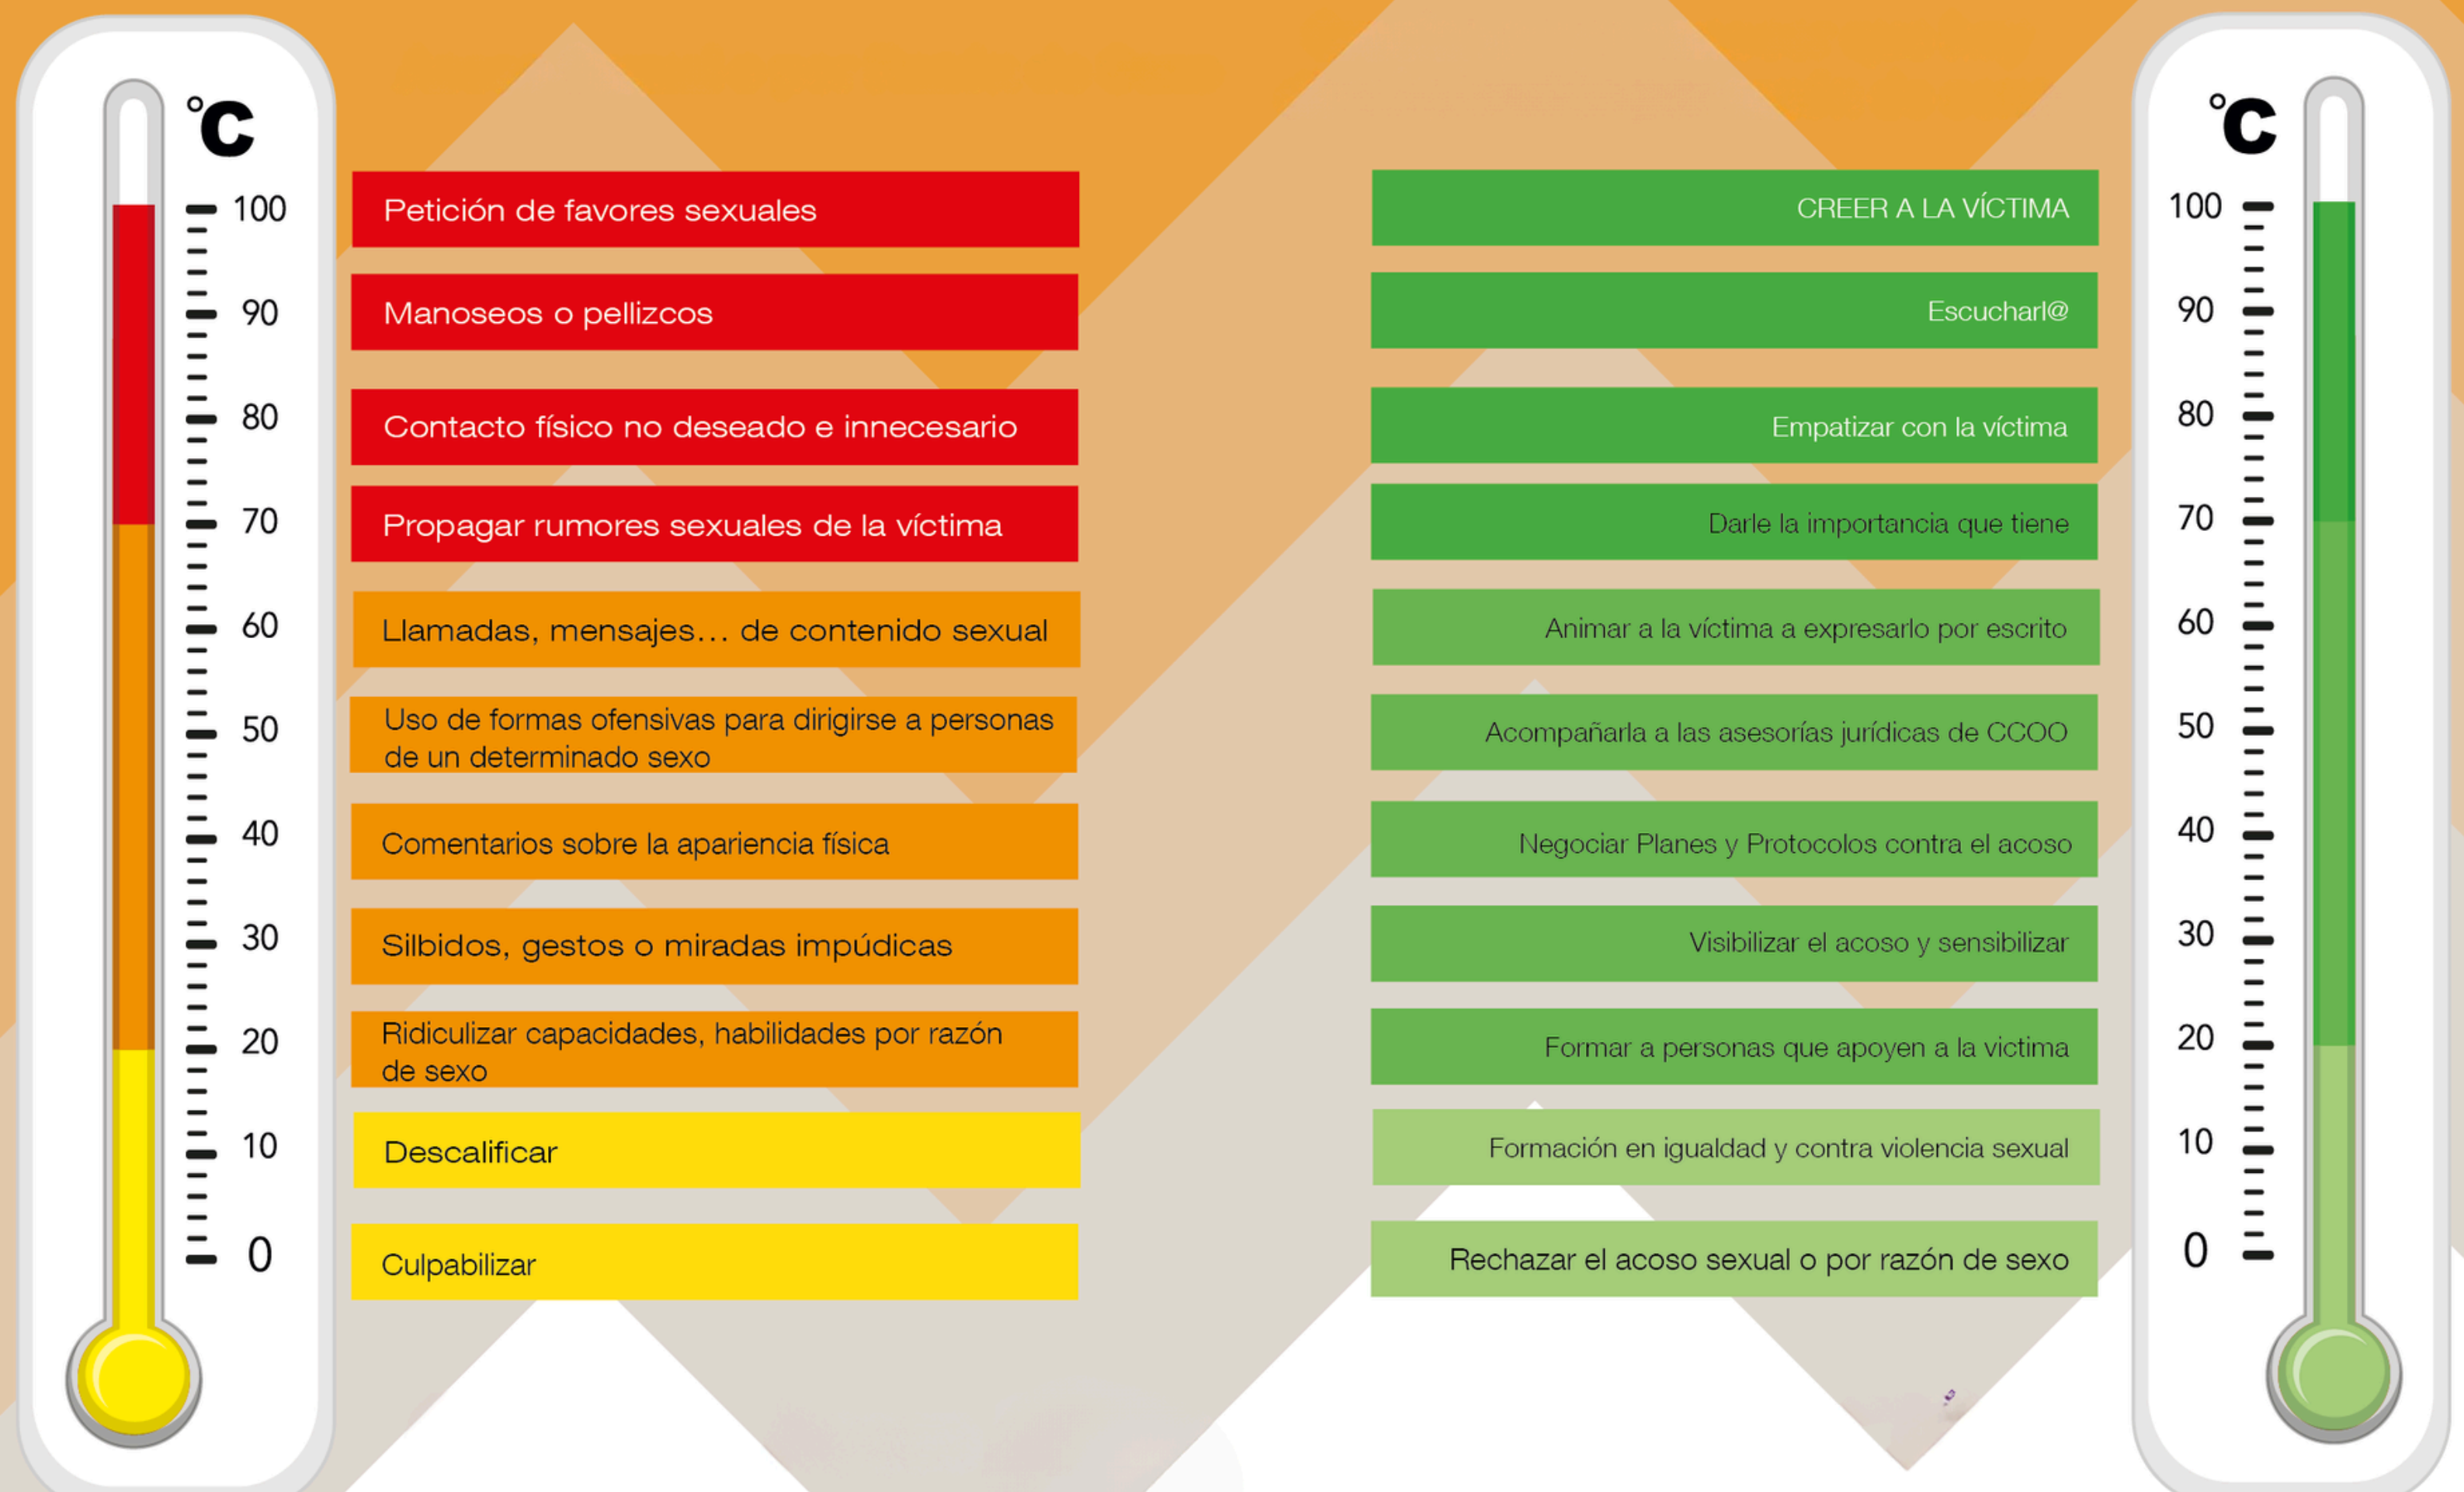 °C
100
90
80
70
60
50
40
30
20
10
0
Petición de favores sexuales
Manoseos o pellizcos
Contacto físico no deseado e innecesario
Propagar rumores sexuales de la víctima
Llamadas, mensajes... de contenido sexual
Uso de formas ofensivas para dirigirse a personas
de un determinado sexo
Comentarios sobre la apariencia física
Silbidos, gestos o miradas impúdicas
Ridiculizar capacidades, habilidades por razón
de sexo
Descalificar
Culpabilizar
CREER A LA VÍCTIMA
Escucharl@
Empatizar con la víctima
Darle la importancia que tiene
Animar a la víctima a expresarlo por escrito
Acompañarla a las asesorías jurídicas de CCOO
Negociar Planes y Protocolos contra el acoso
Visibilizar el acoso y sensibilizar
Formar a personas que apoyen a la victima
Formación en igualdad y contra violencia sexual
Rechazar el acoso sexual o por razón de sexo
°C
100
90
80
70
60
50
40
30
20
10
0